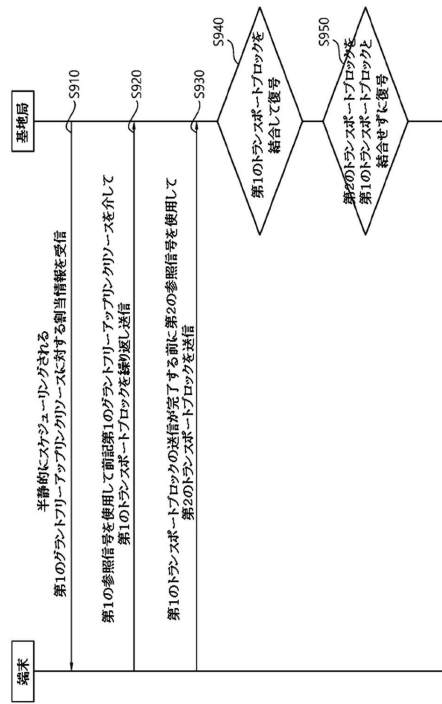 端末
基地局
半静的にスケジューリングされる
第1のグラントフリーアップリンクリソースに対する割当情報を受信
S910
第1の参照信号を使用して前記第1のグラントフリーアップリンクリソースを介して
第1のトランスポートブロックを繰り返し送信
S920
第1のトランスポートブロックの送信が完了する前に第2の参照信号を使用して
第2のトランスポートブロックを送信
S930
第1のトランスポートブロックを
結合して復号
S940
第2のトランスポートブロックを
第1のトランスポートブロックと
結合せずに復号
S950